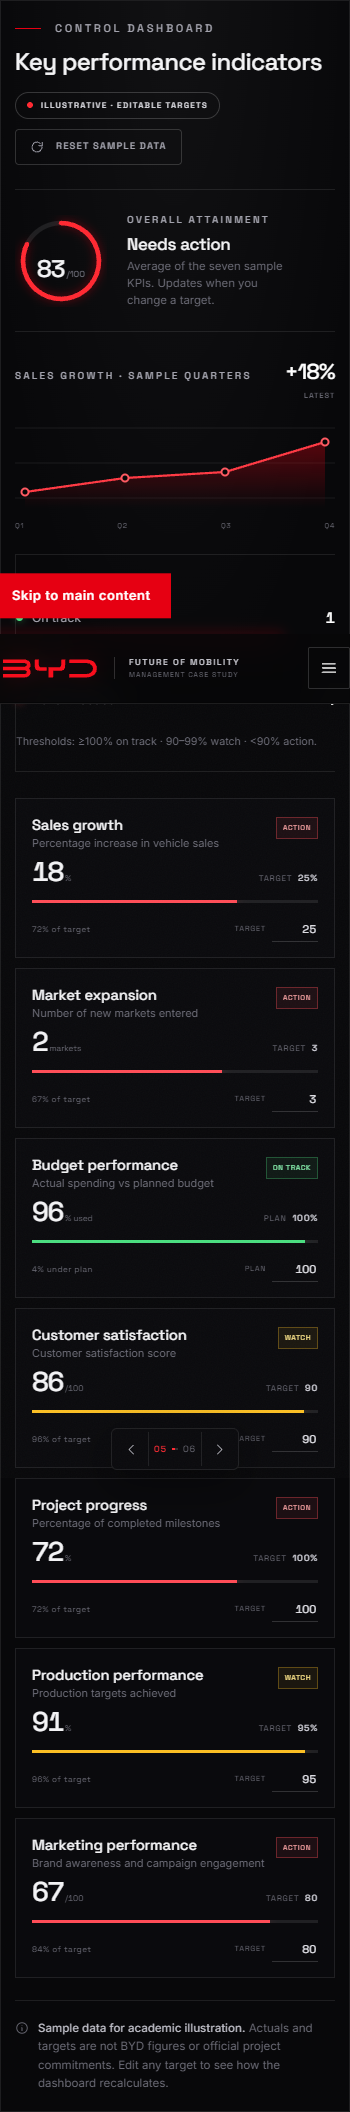 CONTROL DASHBOARD
Key performance indicators
ILLUSTRATIVE · EDITABLE TARGETS
RESET SAMPLE DATA
83/100
OVERALL ATTAINMENT
Needs action
Average of the seven sample
KPIs. Updates when you
change a target.
SALES GROWTH · SAMPLE QUARTERS
+18%
LATEST
Q1 Q2 Q3 Q4
Skip to main content
On track 1
BYD
FUTURE OF MOBILITY
MANAGEMENT CASE STUDY
Thresholds: ≥100% on track · 90–99% watch · <90% action.
Sales growth ACTION
Percentage increase in vehicle sales
18% TARGET 25%
72% of target TARGET 25
Market expansion ACTION
Number of new markets entered
2 markets TARGET 3
67% of target TARGET 3
Budget performance ON TRACK
Actual spending vs planned budget
96% used PLAN 100%
4% under plan PLAN 100
Customer satisfaction WATCH
Customer satisfaction score
86/100 TARGET 90
96% of target ARGET 90
05 06
Project progress ACTION
Percentage of completed milestones
72% TARGET 100%
72% of target TARGET 100
Production performance WATCH
Production targets achieved
91% TARGET 95%
96% of target TARGET 95
Marketing performance ACTION
Brand awareness and campaign engagement
67/100 TARGET 80
84% of target TARGET 80
Sample data for academic illustration. Actuals and
targets are not BYD figures or official project
commitments. Edit any target to see how the
dashboard recalculates.